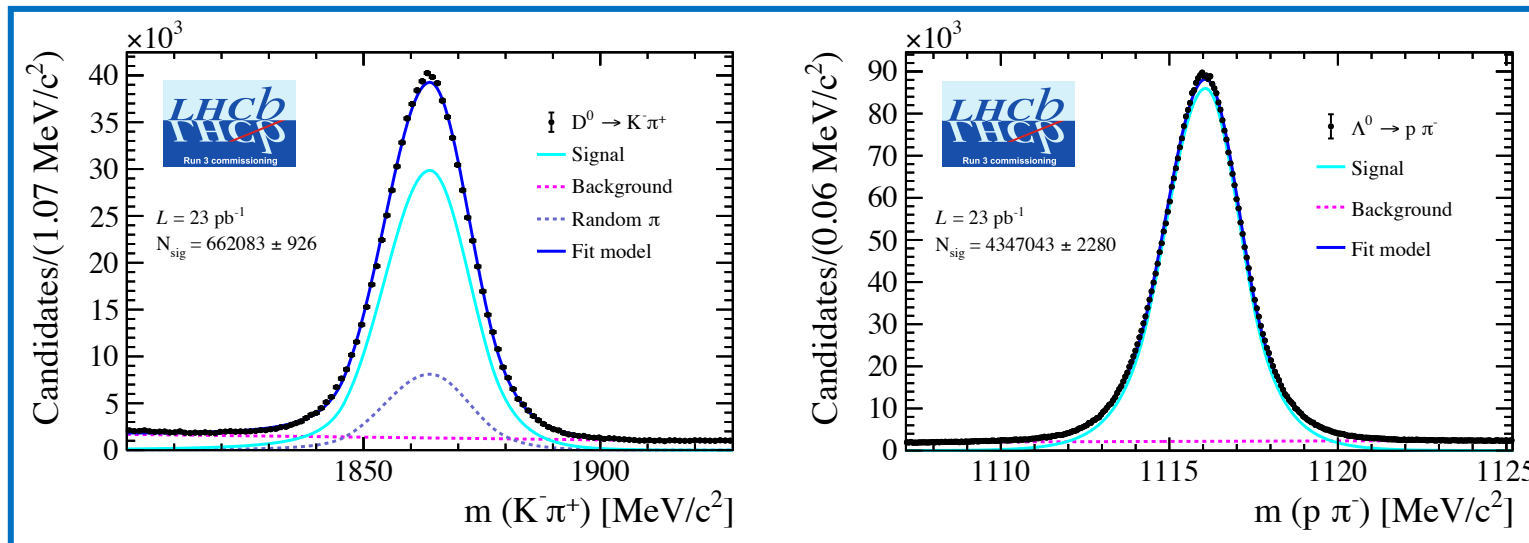 ×10³
Candidates/(1.07 MeV/c²)
40
35
30
25
20
15
10
5
0
1850
1900
m (K⁻π⁺) [MeV/c²]
LHCb
LHCb
Run 3 commissioning
L = 23 pb⁻¹
N_sig = 662083 ± 926
D⁰ → K⁻π⁺
Signal
Background
Random π
Fit model
×10³
Candidates/(0.06 MeV/c²)
90
80
70
60
50
40
30
20
10
0
1110
1115
1120
1125
m (p π⁻) [MeV/c²]
LHCb
LHCb
Run 3 commissioning
L = 23 pb⁻¹
N_sig = 4347043 ± 2280
Λ⁰ → p π⁻
Signal
Background
Fit model